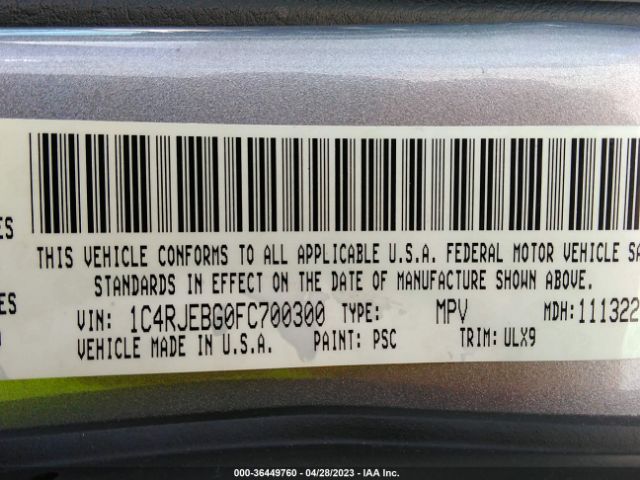 ES
THIS VEHICLE CONFORMS TO ALL APPLICABLE U.S.A. FEDERAL MOTOR VEHICLE SA
STANDARDS IN EFFECT ON THE DATE OF MANUFACTURE SHOWN ABOVE.
ES
VIN: 1C4RJEBG0FC700300 TYPE: MPV MDH:111322
VEHICLE MADE IN U.S.A. PAINT: PSC TRIM: ULX9
000-36449760 - 04/28/2023 - IAA Inc.